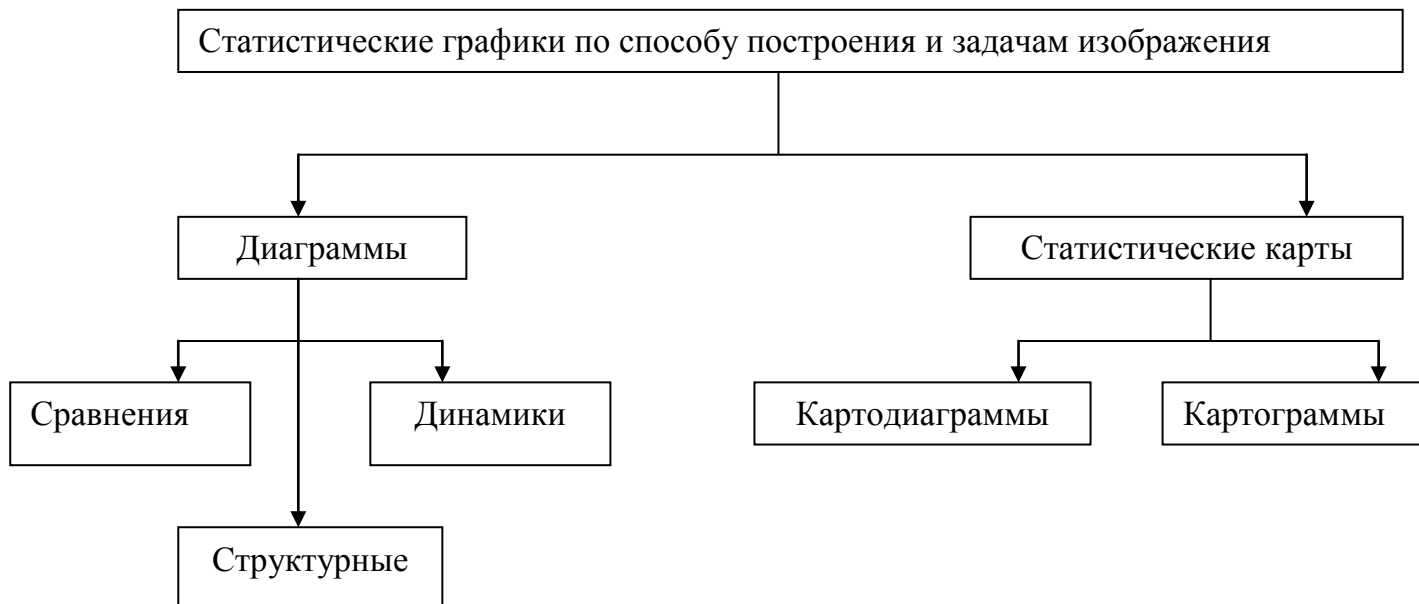 Статистические графики по способу построения и задачам изображения
Диаграммы
Статистические карты
Сравнения
Динамики
Картодиаграммы
Картограммы
Структурные